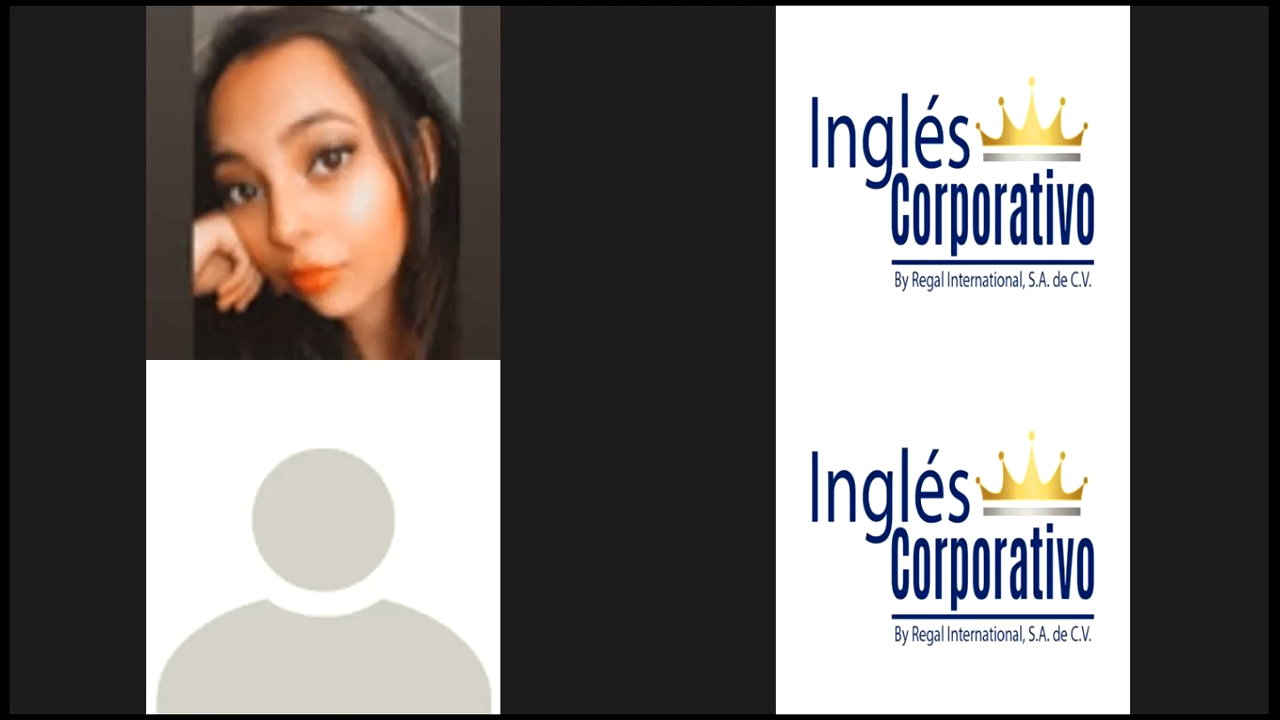 Inglés
Corporativo
By Regal International, S.A. de C.V.
Inglés
Corporativo
By Regal International, S.A. de C.V.